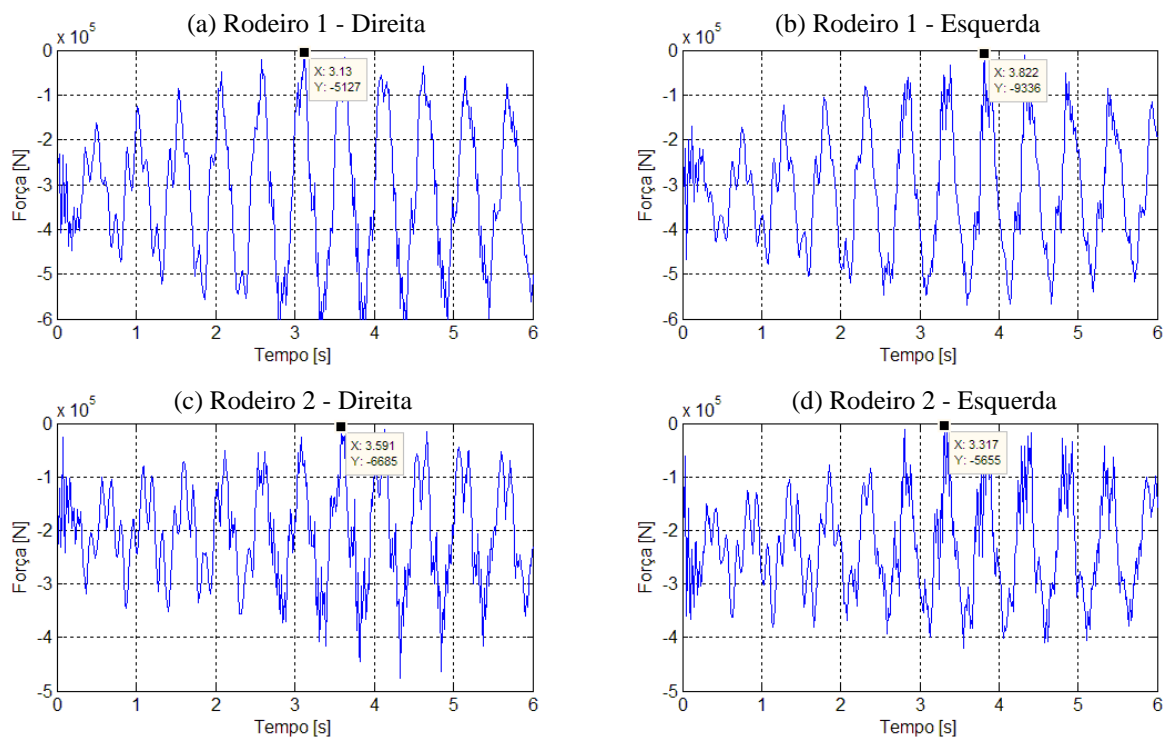 (a) Rodeiro 1 - Direita
x 10^5
0
-1
-2
-3
-4
-5
-6
Força [N]
X: 3.13
Y: -5127
0 1 2 3 4 5 6
Tempo [s]
(b) Rodeiro 1 - Esquerda
x 10^5
0
-1
-2
-3
-4
-5
-6
Força [N]
X: 3.822
Y: -9336
0 1 2 3 4 5 6
Tempo [s]
(c) Rodeiro 2 - Direita
x 10^5
0
-1
-2
-3
-4
-5
Força [N]
X: 3.591
Y: -6685
0 1 2 3 4 5 6
Tempo [s]
(d) Rodeiro 2 - Esquerda
x 10^5
0
-1
-2
-3
-4
-5
Força [N]
X: 3.317
Y: -5655
0 1 2 3 4 5 6
Tempo [s]